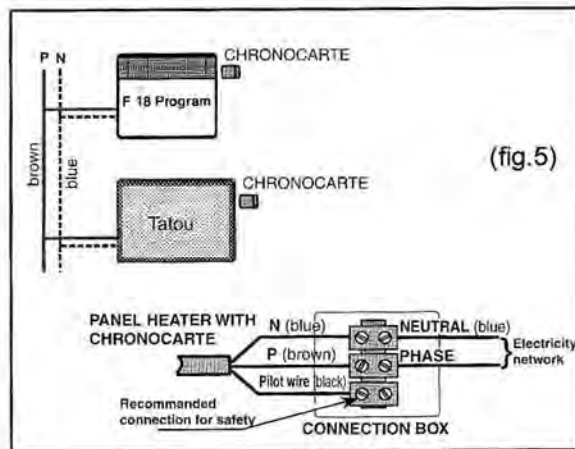 P N
CHRONOCARTE
F 18 Program
brown
blue
(fig.5)
CHRONOCARTE
Tatou
PANEL HEATER WITH
CHRONOCARTE
N (blue)
NEUTRAL (blue)
P (brown)
PHASE
Electricity
network
Pilot wire (black)
Recommanded
connection for safety
CONNECTION BOX